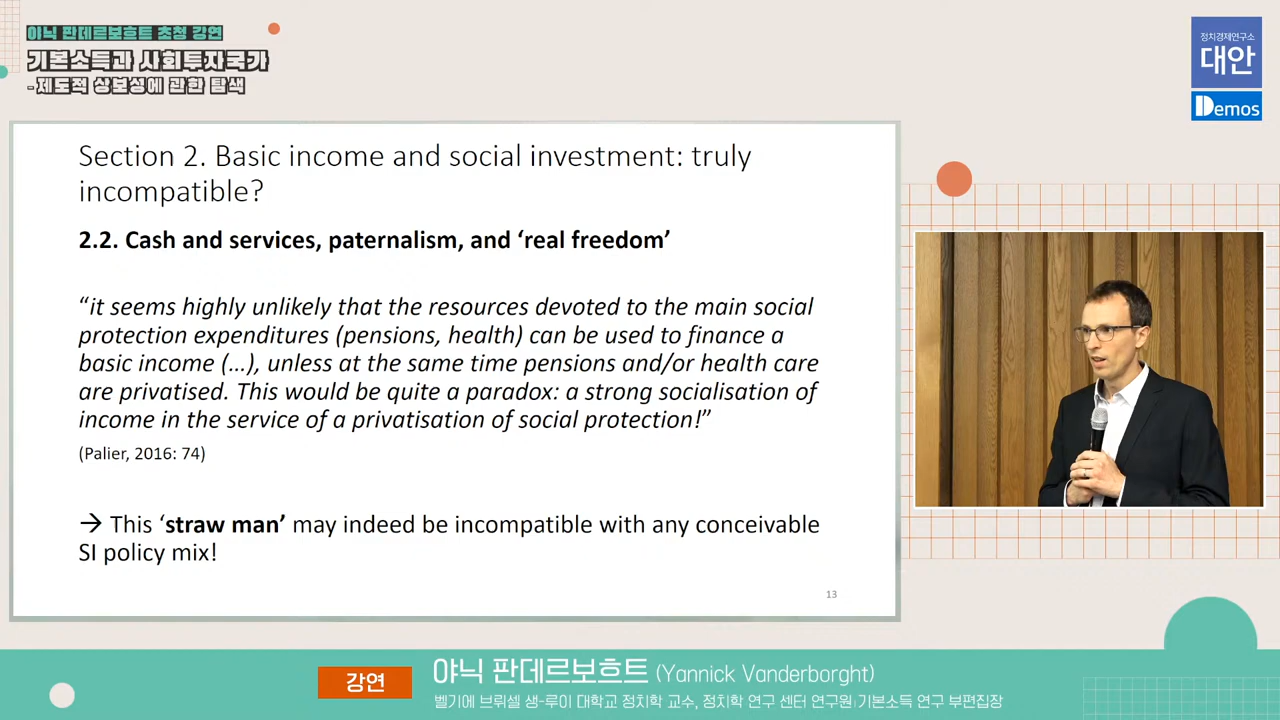 야닉 판데르보흐트 초청 강연
기본소득과 사회투자국가
-제도적 상보성에 관한 탐색
정치경제연구소
대안
Demos
Section 2. Basic income and social investment: truly
incompatible?
2.2. Cash and services, paternalism, and ‘real freedom’
“it seems highly unlikely that the resources devoted to the main social
protection expenditures (pensions, health) can be used to finance a
basic income (…), unless at the same time pensions and/or health care
are privatised. This would be quite a paradox: a strong socialisation of
income in the service of a privatisation of social protection!”
(Palier, 2016: 74)
→ This ‘straw man’ may indeed be incompatible with any conceivable
SI policy mix!
13
강연
야닉 판데르보흐트 (Yannick Vanderborght)
벨기에 브뤼셀 생-루이 대학교 정치학 교수, 정치학 연구 센터 연구원, 기본소득 연구 부편집장